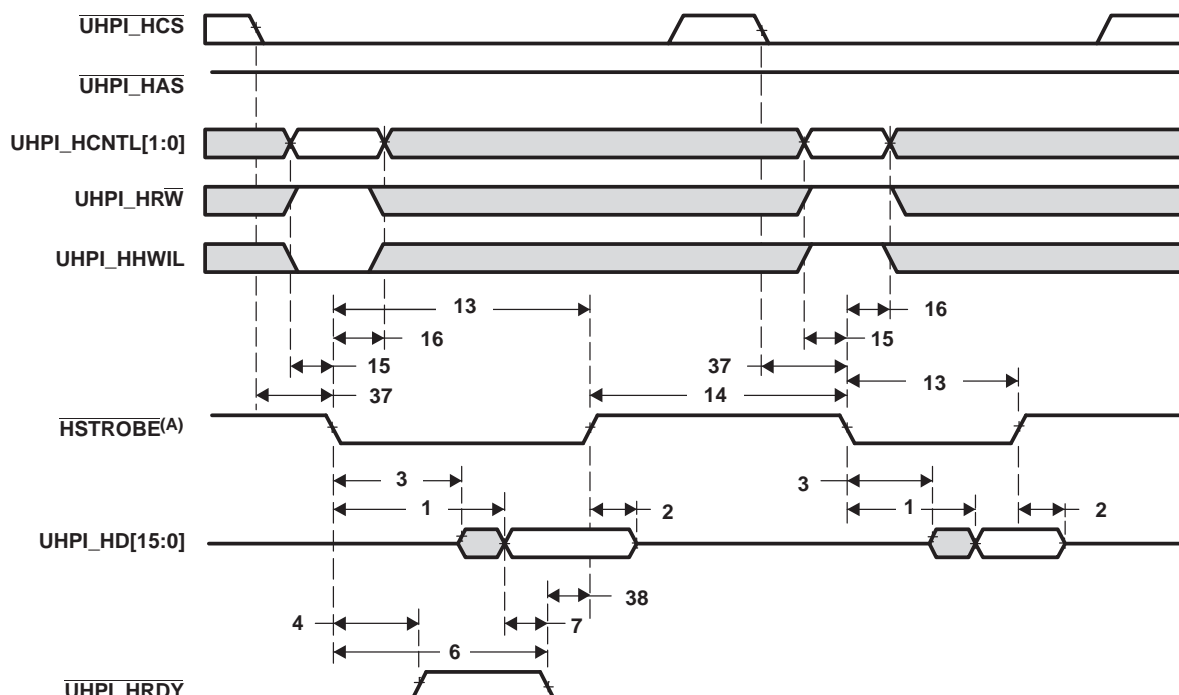 UHPI_HCS
UHPI_HAS
UHPI_HCNTL[1:0]
UHPI_HRW
UHPI_HHWIL
13
16
16
15
15
37
37
13
14
HSTROBE(A)
3
3
1
1
2
2
UHPI_HD[15:0]
38
4
7
6
UHPI_HRDY